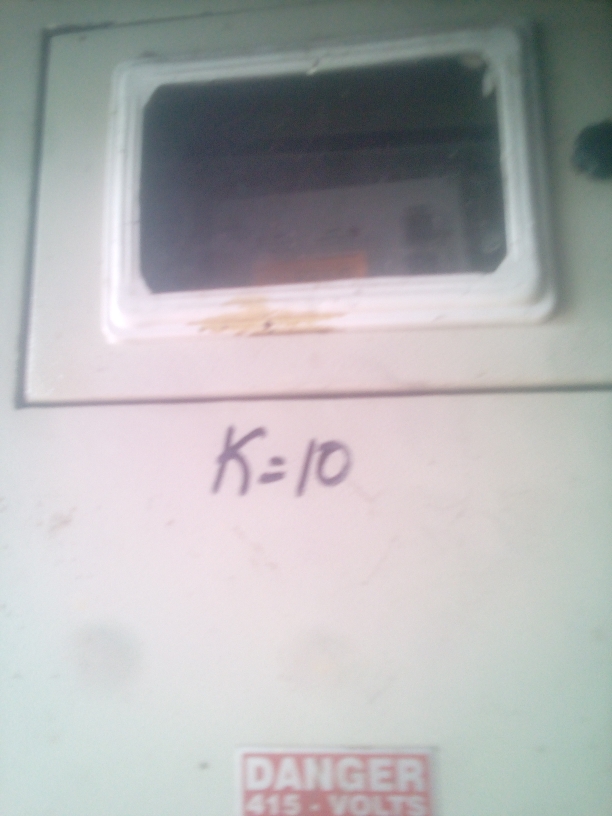 K=10
DANGER
415 - VOLTS